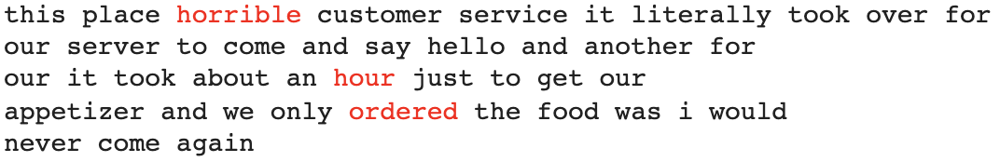 this place horrible customer service it literally took over for
our server to come and say hello and another for
our it took about an hour just to get our
appetizer and we only ordered the food was i would
never come again